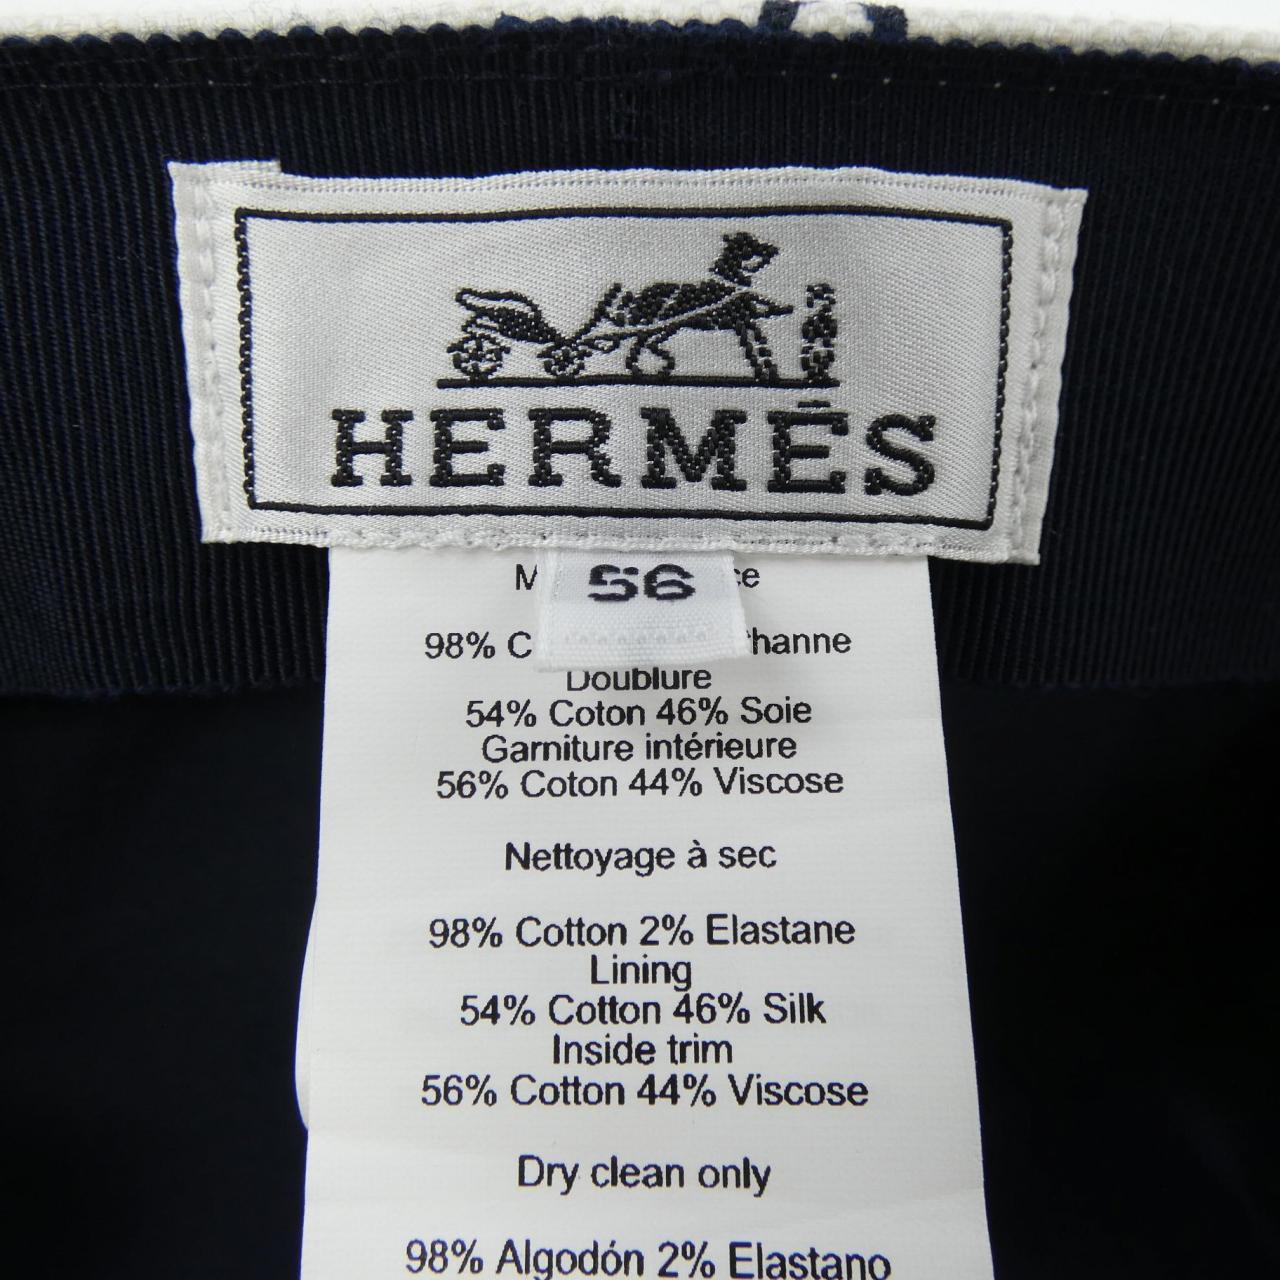 HERMÈS
56
98%
Doublure
54% Coton 46% Soie
Garniture intérieure
56% Coton 44% Viscose
Nettoyage à sec
98% Cotton 2% Elastane
Lining
54% Cotton 46% Silk
Inside trim
56% Cotton 44% Viscose
Dry clean only
98% Algodón 2% Elastano